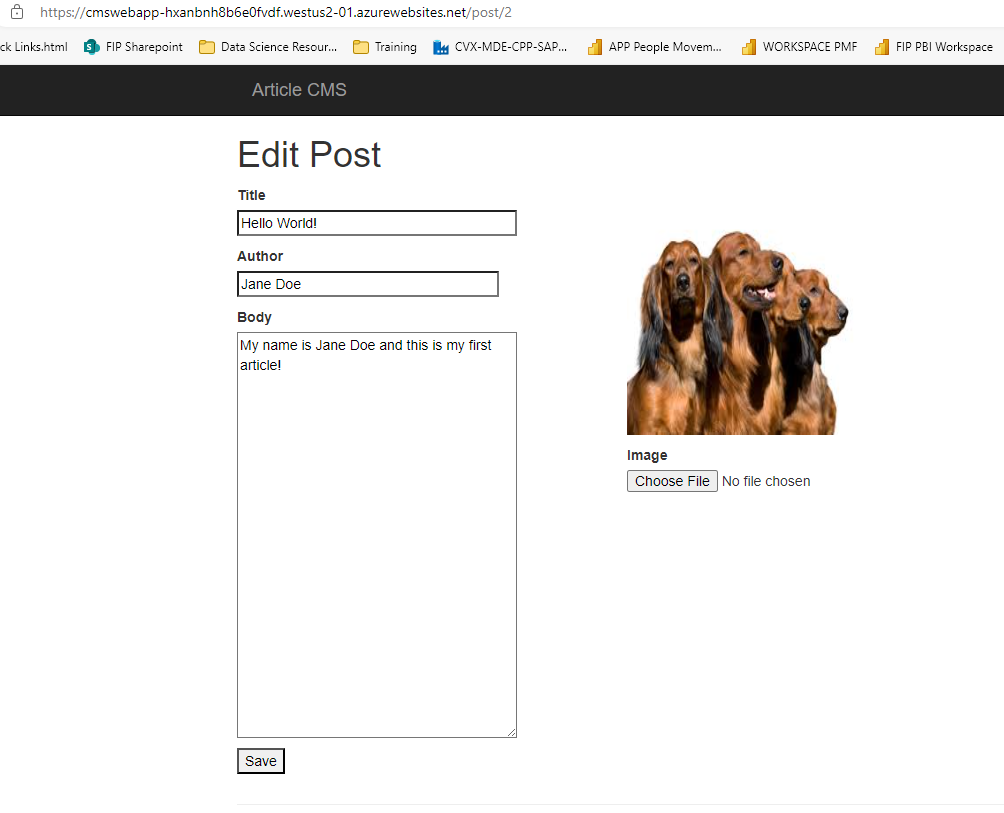 https://cmswebapp-hxanbnh8b6e0fvdf.westus2-01.azurewebsites.net/post/2
ck Links.html FIP Sharepoint Data Science Resour... Training CVX-MDE-CPP-SAP... APP People Movem... WORKSPACE PMF FIP PBI Workspace
Article CMS
Edit Post
Title
Hello World!
Author
Jane Doe
Body
My name is Jane Doe and this is my first
article!
Image
Choose File No file chosen
Save